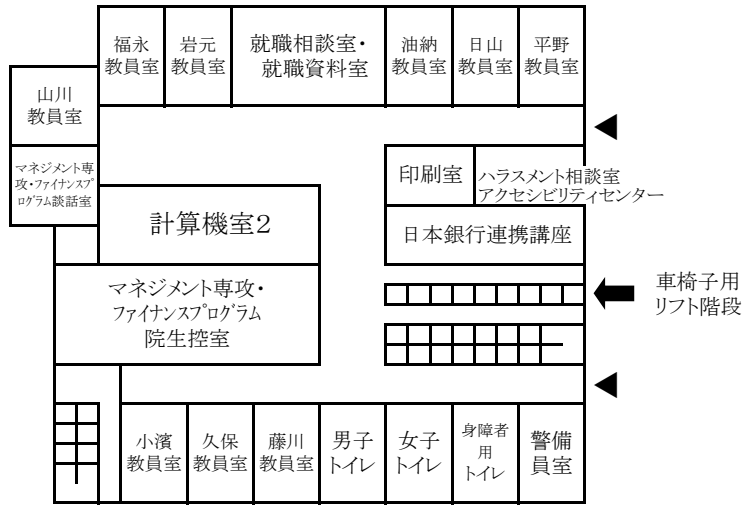 福永
教員室
岩元
教員室
就職相談室・
就職資料室
油納
教員室
日山
教員室
平野
教員室
山川
教員室
マネジメント専
攻・ファイナンスプ
ログラム談話室
印刷室
ハラスメント相談室
アクセシビリティセンター
計算機室2
日本銀行連携講座
マネジメント専攻・
ファイナンスプログラム
院生控室
車椅子用
リフト階段
小濱
教員室
久保
教員室
藤川
教員室
男子
トイレ
女子
トイレ
身障者
用
トイレ
警備
員室